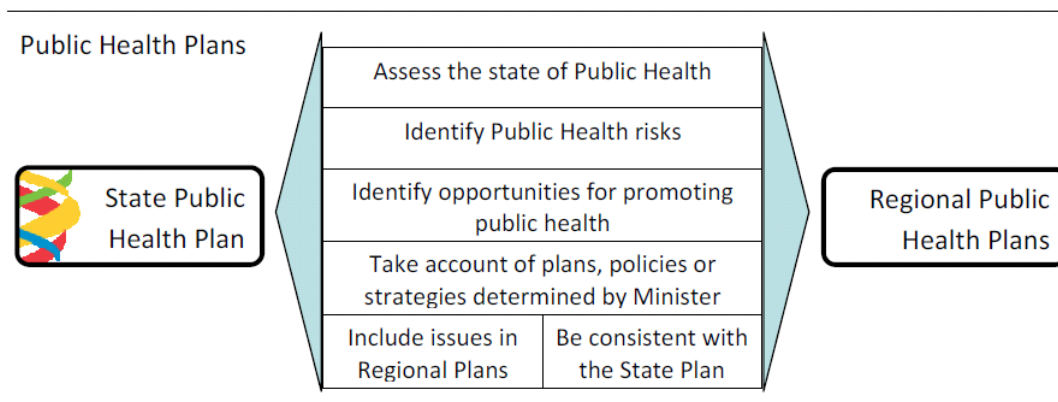 Public Health Plans
Assess the state of Public Health
Identify Public Health risks
Identify opportunities for promoting
public health
Take account of plans, policies or
strategies determined by Minister
Include issues in
Regional Plans
Be consistent with
the State Plan
State Public
Health Plan
Regional Public
Health Plans